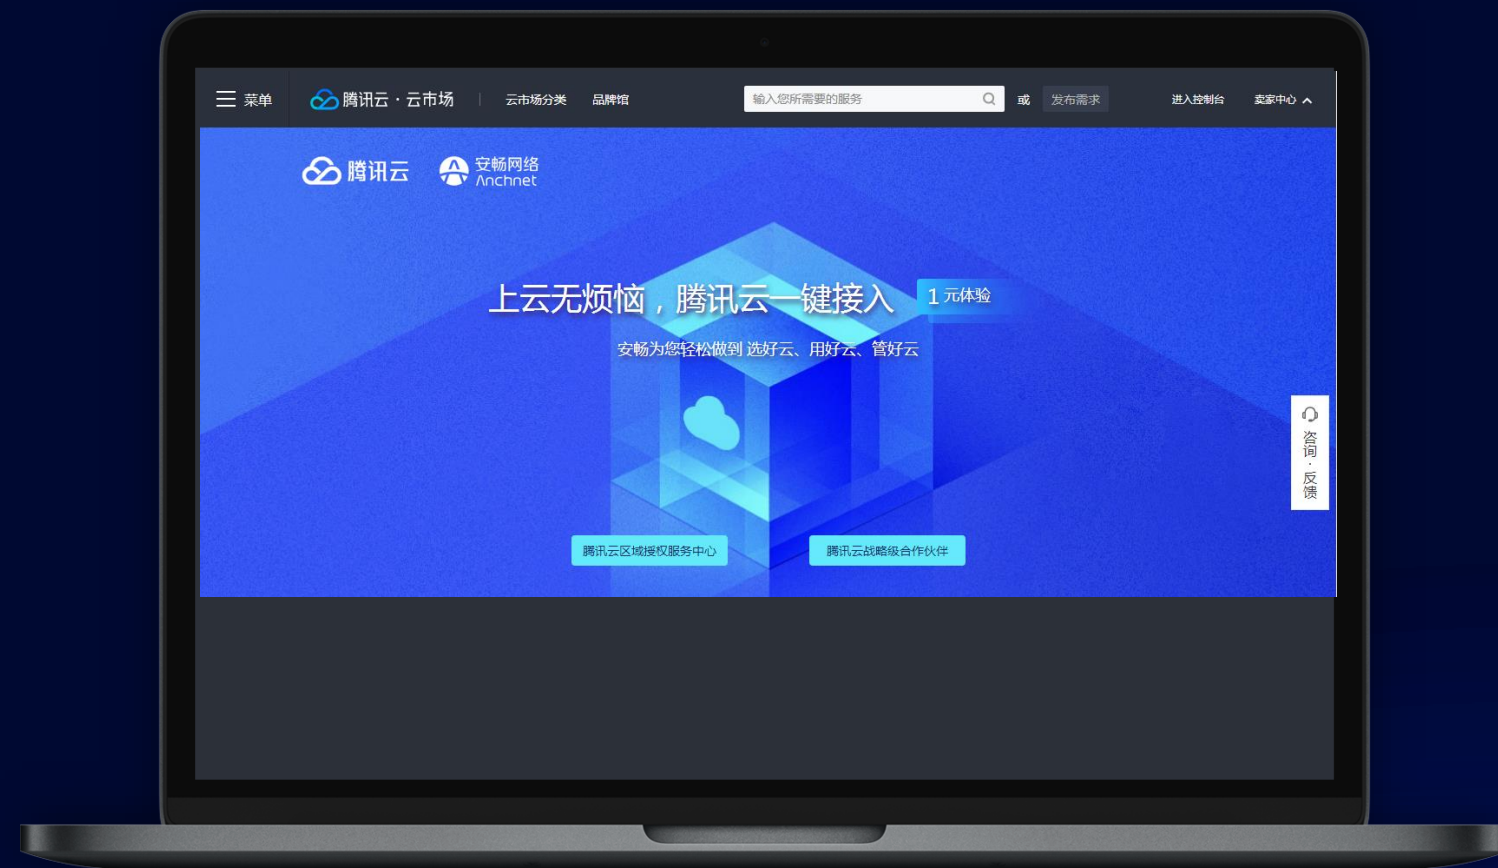 菜单
腾讯云·云市场
云市场分类
品牌馆
输入您所需要的服务
或
发布需求
进入控制台
卖家中心
腾讯云
安畅网络
Anchnet
上云无烦恼，腾讯云一键接入
1元体验
安畅为您轻松做到 选好云、用好云、管好云
咨询·反馈
腾讯云区域授权服务中心
腾讯云战略级合作伙伴